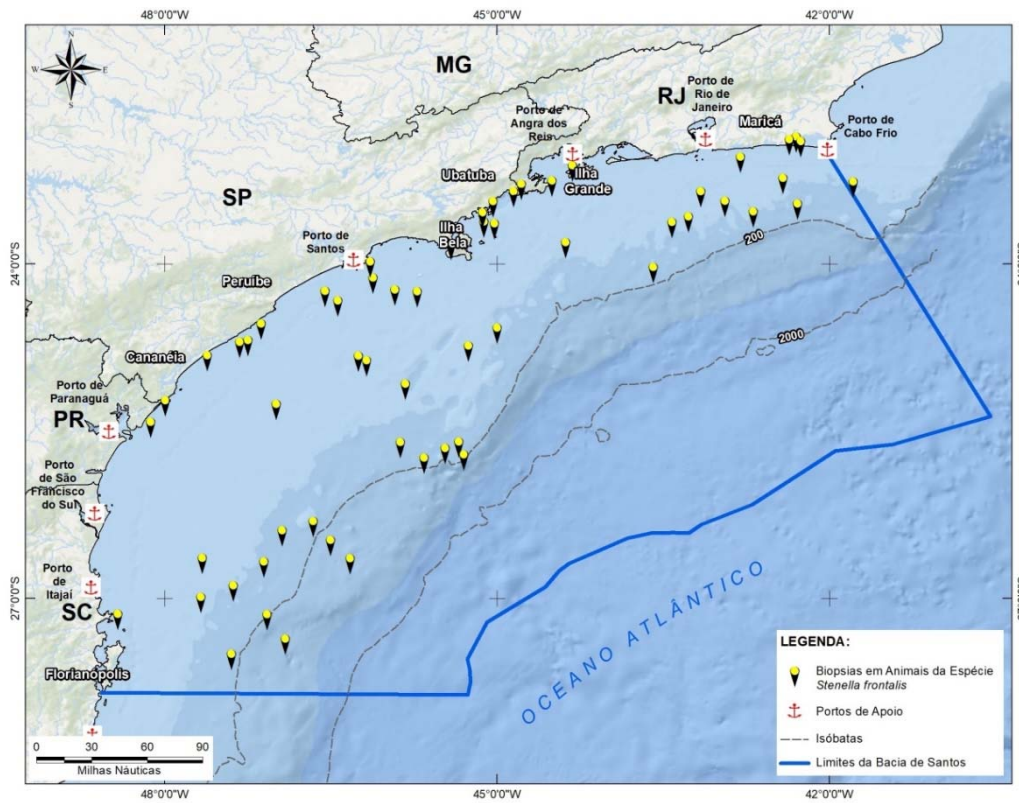 48°0'0"W
45°0'0"W
42°0'0"W
N
W
E
S
MG
RJ
Porto de
Rio de
Janeiro
Porto de
Angra dos
Reis
Maricá
Porto de
Cabo Frio
SP
Ubatuba
Ilha
Grande
Ilha
Bela
Porto de
Santos
200
24°0'0"S
Peruíbe
2000
Cananéia
Porto de
Paranaguá
PR
Porto
de São
Francisco
do Sul
Porto
de
Itajaí
27°0'0"S
SC
Florianópolis
OCEANO ATLÂNTICO
LEGENDA:
Biopsias em Animais da Espécie
Stenella frontalis
Portos de Apoio
Isóbatas
Limites da Bacia de Santos
0 30 60 90
Milhas Náuticas
48°0'0"W
45°0'0"W
42°0'0"W